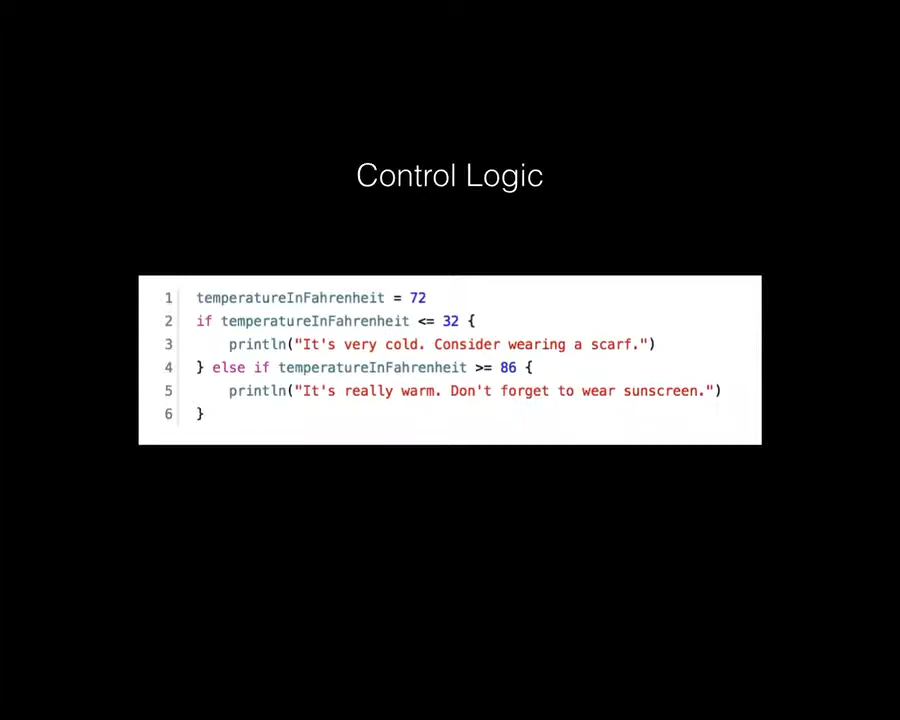 Control Logic
1 temperatureInFahrenheit = 72
2 if temperatureInFahrenheit <= 32 {
3 println("It's very cold. Consider wearing a scarf.")
4 } else if temperatureInFahrenheit >= 86 {
5 println("It's really warm. Don't forget to wear sunscreen.")
6 }